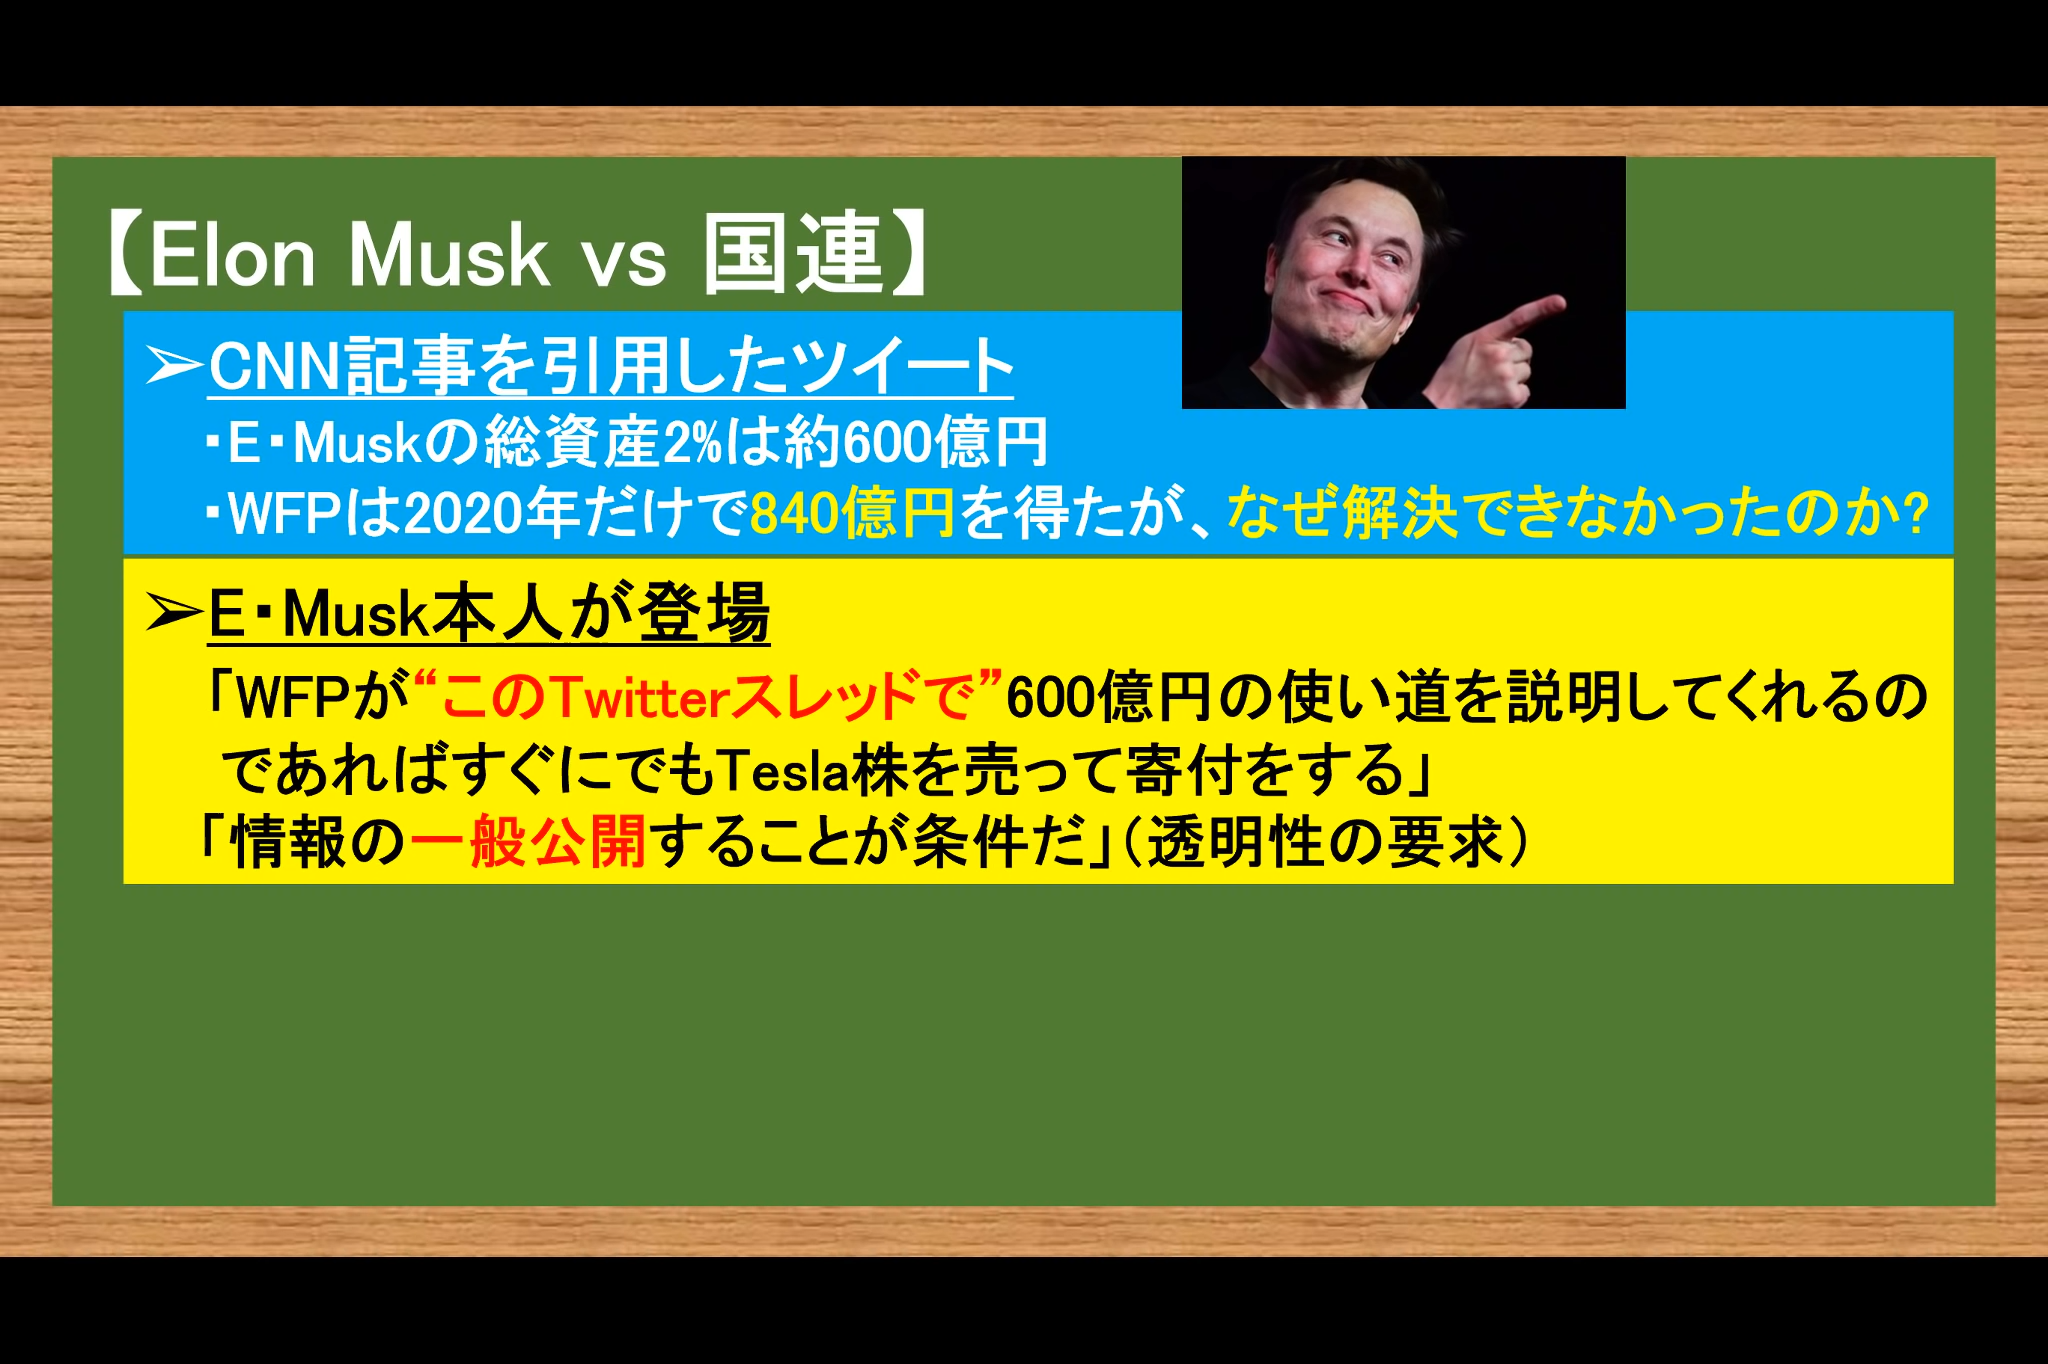 【Elon Musk vs 国連】
➢CNN記事を引用したツイート
・E・Muskの総資産2%は約600億円
・WFPは2020年だけで840億円を得たが、なぜ解決できなかったのか?
➢E・Musk本人が登場
「WFPが“このTwitterスレッドで”600億円の使い道を説明してくれるの
であればすぐにでもTesla株を売って寄付をする」
「情報の一般公開することが条件だ」（透明性の要求）